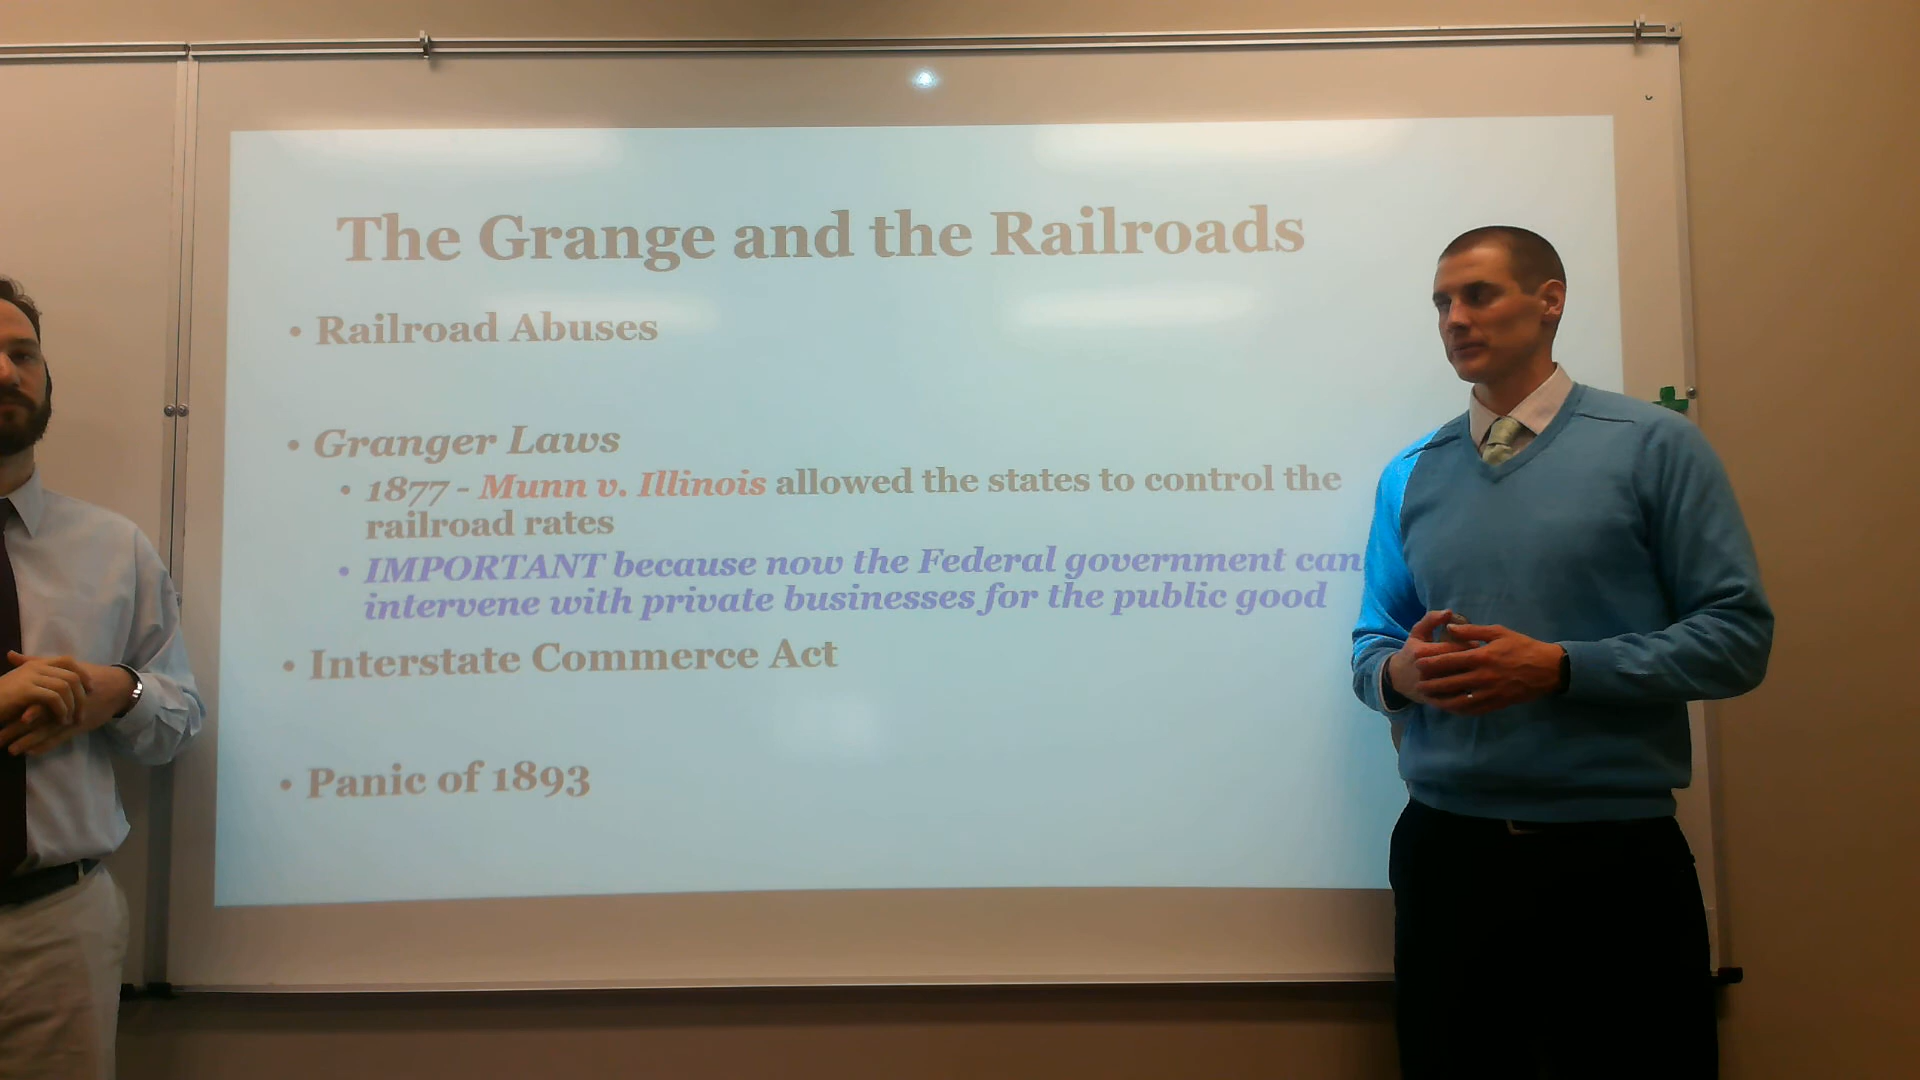 The Grange and the Railroads
• Railroad Abuses
• Granger Laws
• 1877 - Munn v. Illinois allowed the states to control the
railroad rates
• IMPORTANT because now the Federal government can
intervene with private businesses for the public good
• Interstate Commerce Act
• Panic of 1893